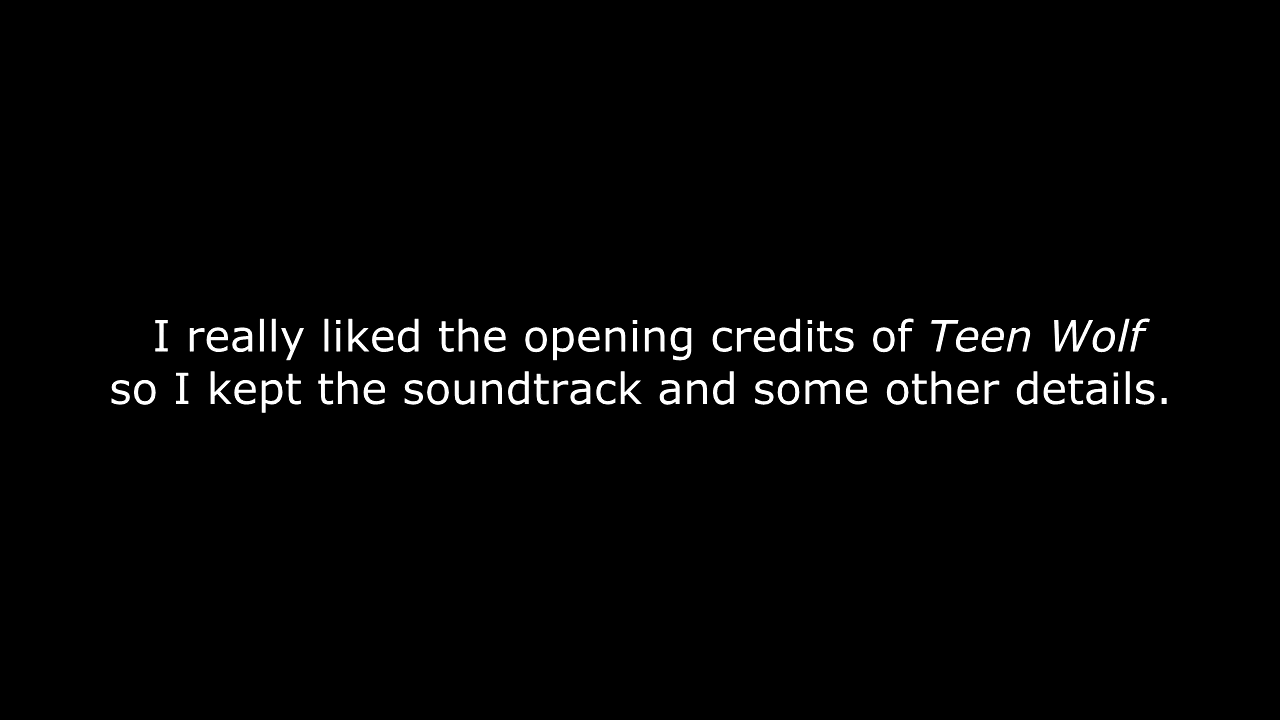 I really liked the opening credits of Teen Wolf
so I kept the soundtrack and some other details.